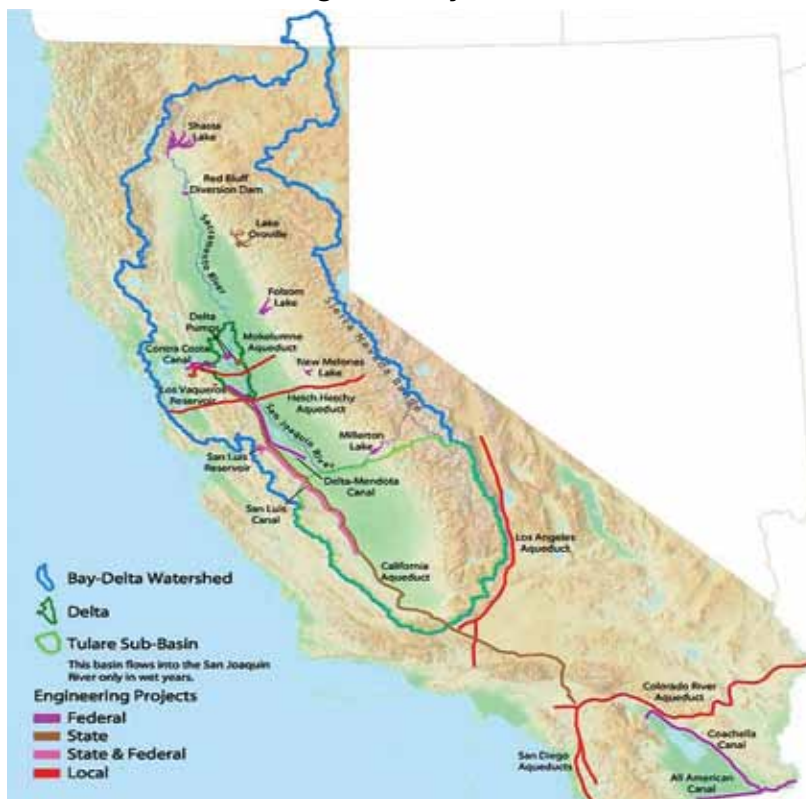 Shasta
Lake
Red Bluff
Diversion Dam
Sacramento River
Lake
Oroville
Folsom
Lake
Sierra Nevada Range
Delta
Pumps
Mokelumne
Aqueduct
Contra Costa
Canal
New Melones
Lake
Los Vaqueros
Reservoir
Hetch Hetchy
Aqueduct
San Joaquin River
Millerton
Lake
San Luis
Reservoir
Delta-Mendota
Canal
San Luis
Canal
Los Angeles
Aqueduct
California
Aqueduct
Bay-Delta Watershed
Delta
Tulare Sub-Basin
This basin flows into the San Joaquin
River only in wet years.
Engineering Projects
Federal
State
State & Federal
Local
Colorado River
Aqueduct
Coachella
Canal
San Diego
Aqueducts
All American
Canal